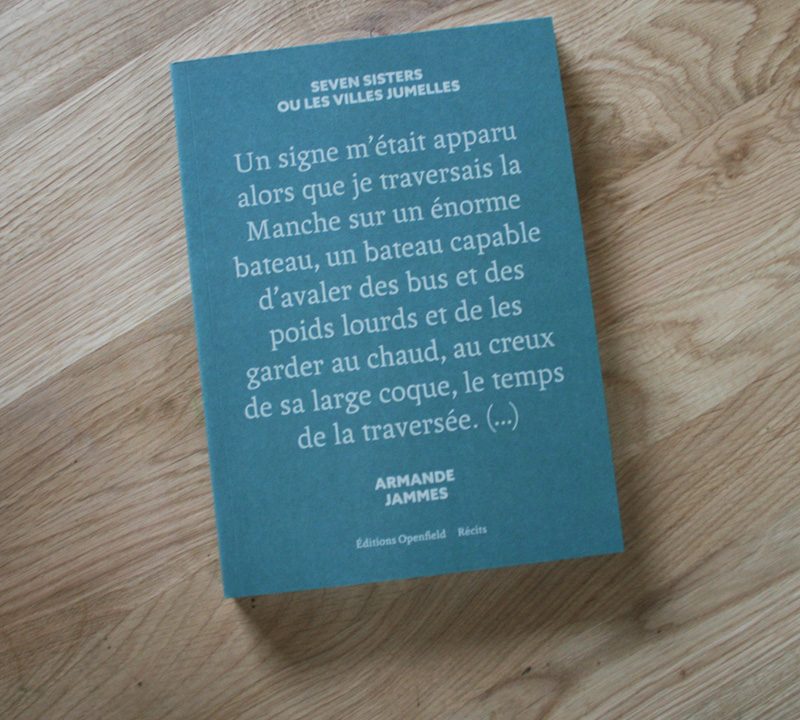 SEVEN SISTERS
OU LES VILLES JUMELLES
Un signe m’était apparu
alors que je traversais la
Manche sur un énorme
bateau, un bateau capable
d’avaler des bus et des
poids lourds et de les
garder au chaud, au creux
de sa large coque, le temps
de la traversée. (...)
ARMANDE
JAMMES
Éditions Openfield Récits